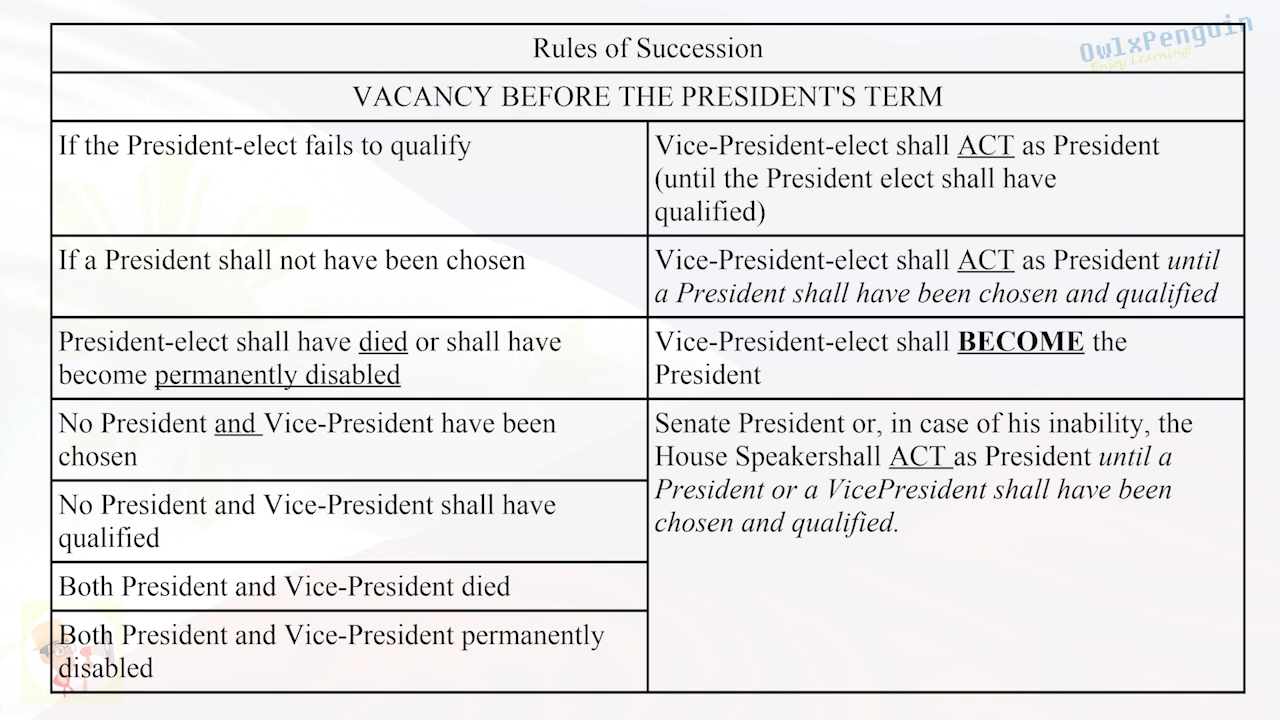 OwlxPenguin
Enjoy Learning!
Rules of Succession
VACANCY BEFORE THE PRESIDENT'S TERM
If the President-elect fails to qualify
Vice-President-elect shall ACT as President
(until the President elect shall have
qualified)
If a President shall not have been chosen
Vice-President-elect shall ACT as President until
a President shall have been chosen and qualified
President-elect shall have died or shall have
become permanently disabled
Vice-President-elect shall BECOME the
President
No President and Vice-President have been
chosen
Senate President or, in case of his inability, the
House Speakershall ACT as President until a
President or a VicePresident shall have been
chosen and qualified.
No President and Vice-President shall have
qualified
Both President and Vice-President died
Both President and Vice-President permanently
disabled